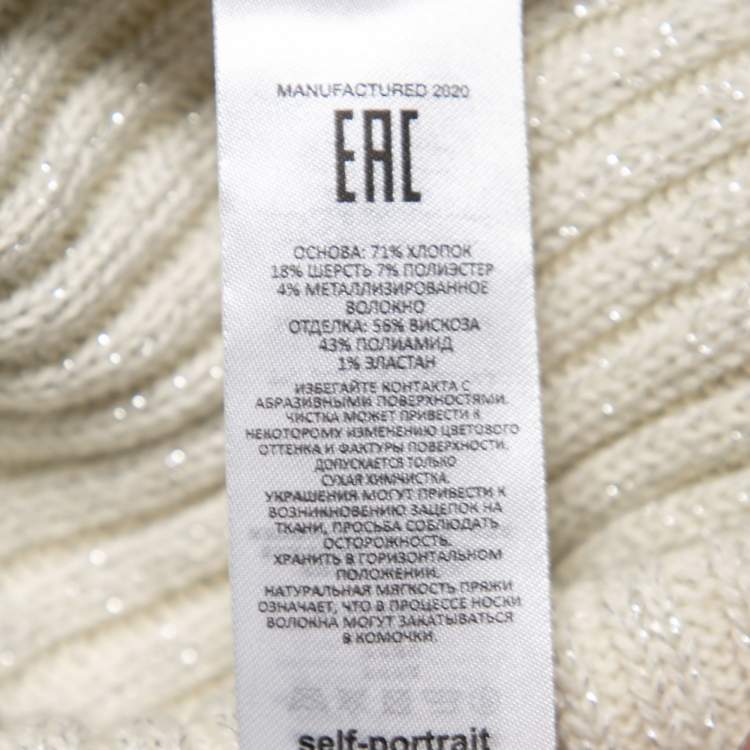 MANUFACTURED 2020
EAC
ОСНОВА: 71% ХЛОПОК
18% ШЕРСТЬ 7% ПОЛИЭСТЕР
4% МЕТАЛЛИЗИРОВАННОЕ
ВОЛОКНО
ОТДЕЛКА: 56% ВИСКОЗА
43% ПОЛИАМИД
1% ЭЛАСТАН
ИЗБЕГАЙТЕ КОНТАКТА С
АБРАЗИВНЫМИ ПОВЕРХНОСТЯМИ.
ЧИСТКА МОЖЕТ ПРИВЕСТИ К
НЕКОТОРОМУ ИЗМЕНЕНИЮ ЦВЕТОВОГО
ОТТЕНКА И ФАКТУРЫ ПОВЕРХНОСТИ.
ДОПУСКАЕТСЯ ТОЛЬКО
СУХАЯ ХИМЧИСТКА.
УКРАШЕНИЯ МОГУТ ПРИВЕСТИ К
ВОЗНИКНОВЕНИЮ ЗАЦЕПОК НА
ТКАНИ, ПРОСЬБА СОБЛЮДАТЬ
ОСТОРОЖНОСТЬ.
ХРАНИТЬ В ГОРИЗОНТАЛЬНОМ
ПОЛОЖЕНИИ.
НАТУРАЛЬНАЯ МЯГКОСТЬ ПРЯЖИ
ОЗНАЧАЕТ, ЧТО В ПРОЦЕССЕ НОСКИ
ВОЛОКНА МОГУТ ЗАКАТЫВАТЬСЯ
В КОМОЧКИ.
self-portrait